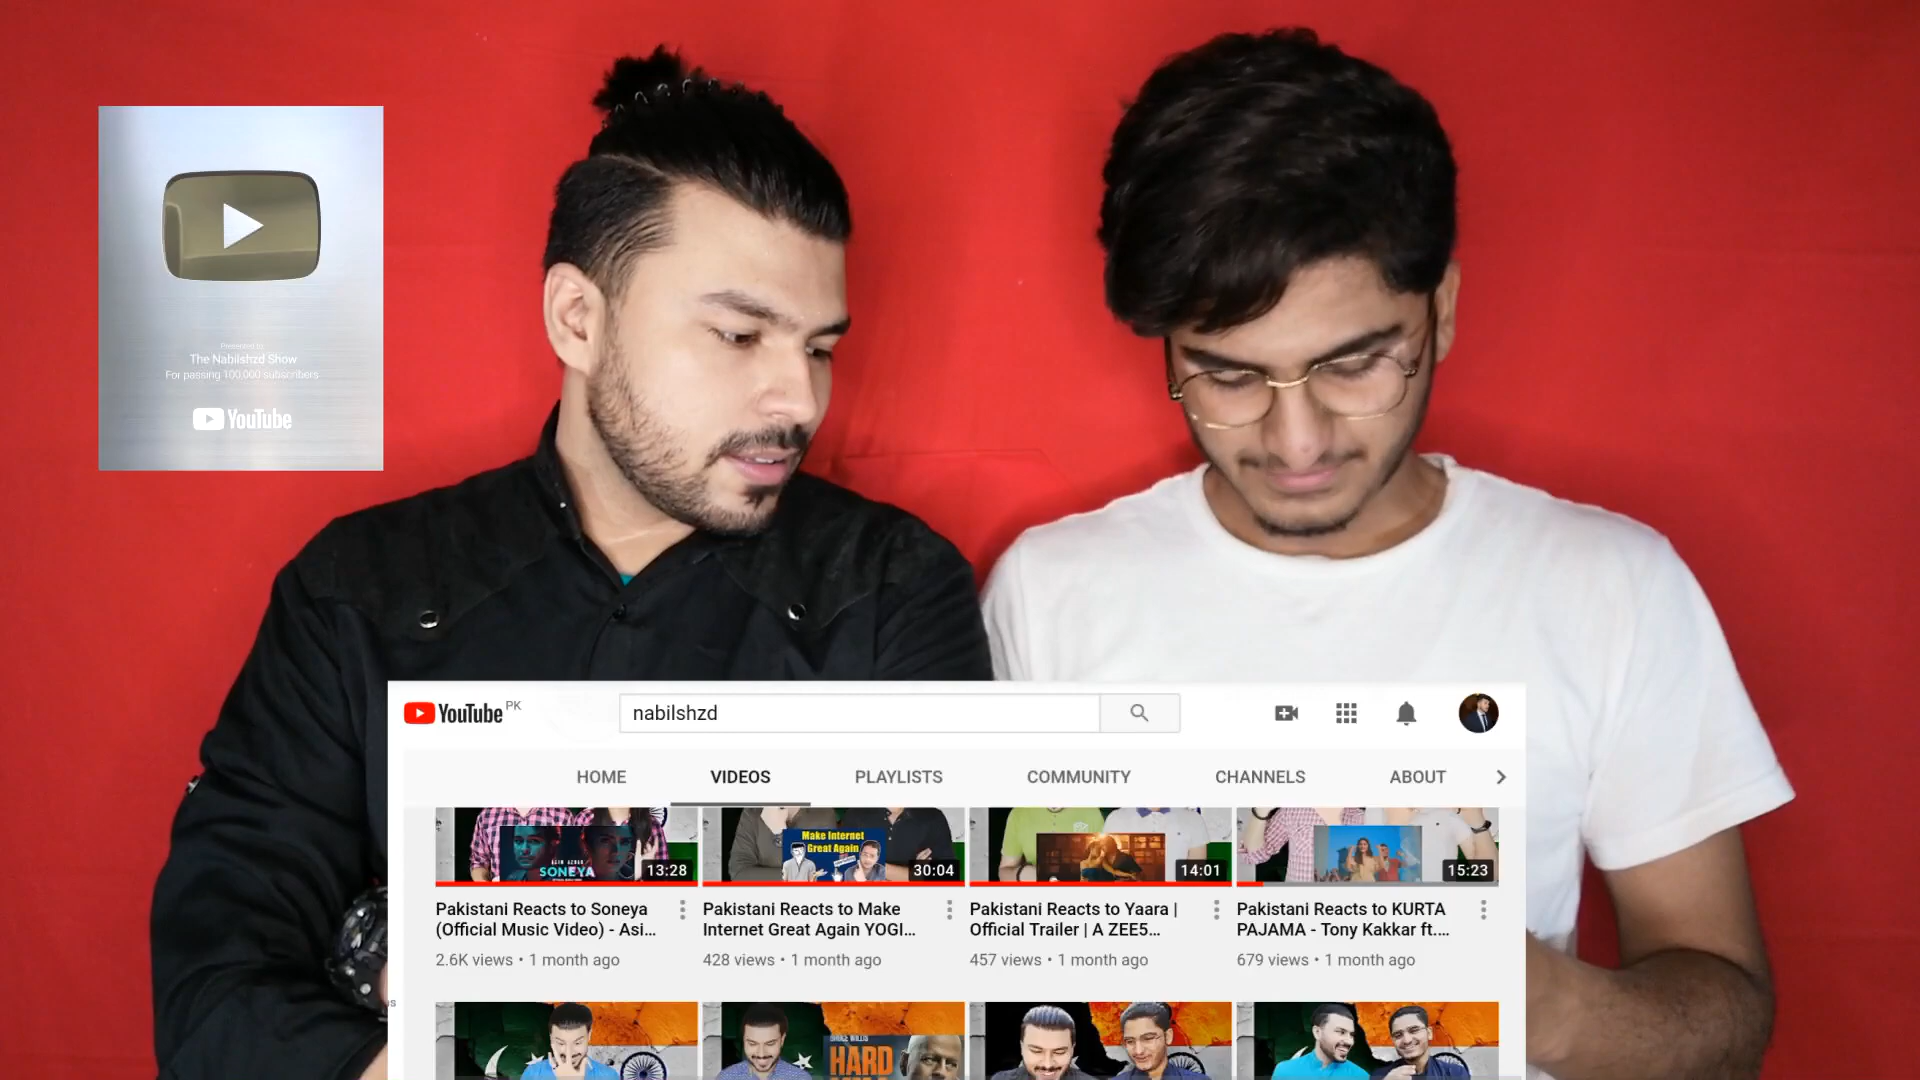 Presented to
The Nabilshzd Show
For passing 100,000 subscribers
YouTube
YouTube PK
nabilshzd
HOME VIDEOS PLAYLISTS COMMUNITY CHANNELS ABOUT
SONEYA
13:28
Make Internet
Great Again
30:04
14:01
15:23
Pakistani Reacts to Soneya
(Official Music Video) - Asi...
2.6K views • 1 month ago
Pakistani Reacts to Make
Internet Great Again YOGI...
428 views • 1 month ago
Pakistani Reacts to Yaara |
Official Trailer | A ZEE5...
457 views • 1 month ago
Pakistani Reacts to KURTA
PAJAMA - Tony Kakkar ft....
679 views • 1 month ago
BRUCE WILLIS
HARD